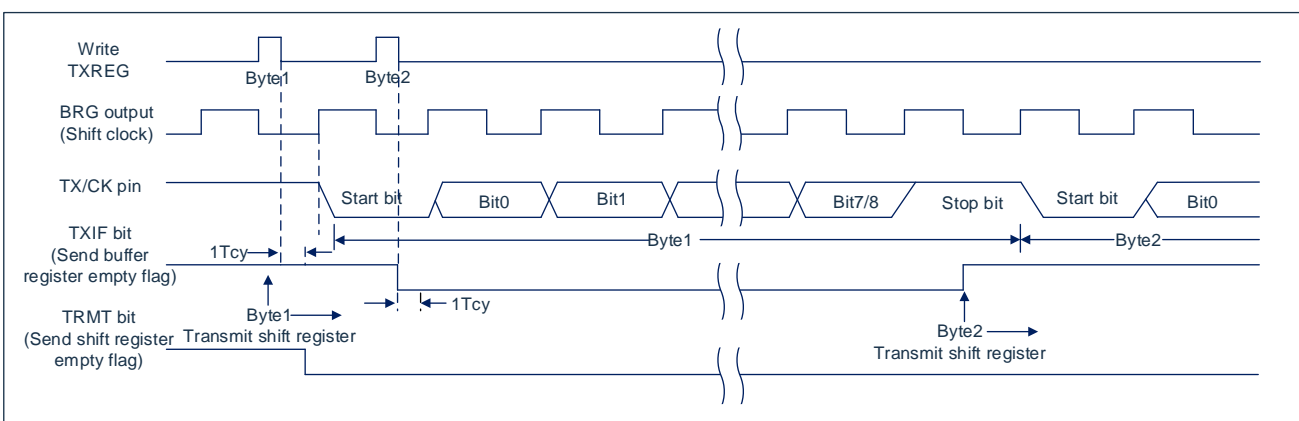 Write
TXREG
Byte1
Byte2
BRG output
(Shift clock)
TX/CK pin
Start bit
Bit0
Bit1
Bit7/8
Stop bit
Start bit
Bit0
TXIF bit
(Send buffer
register empty flag)
1Tcy
Byte1
Byte2
1Tcy
TRMT bit
(Send shift register
empty flag)
Byte1
Transmit shift register
Byte2
Transmit shift register